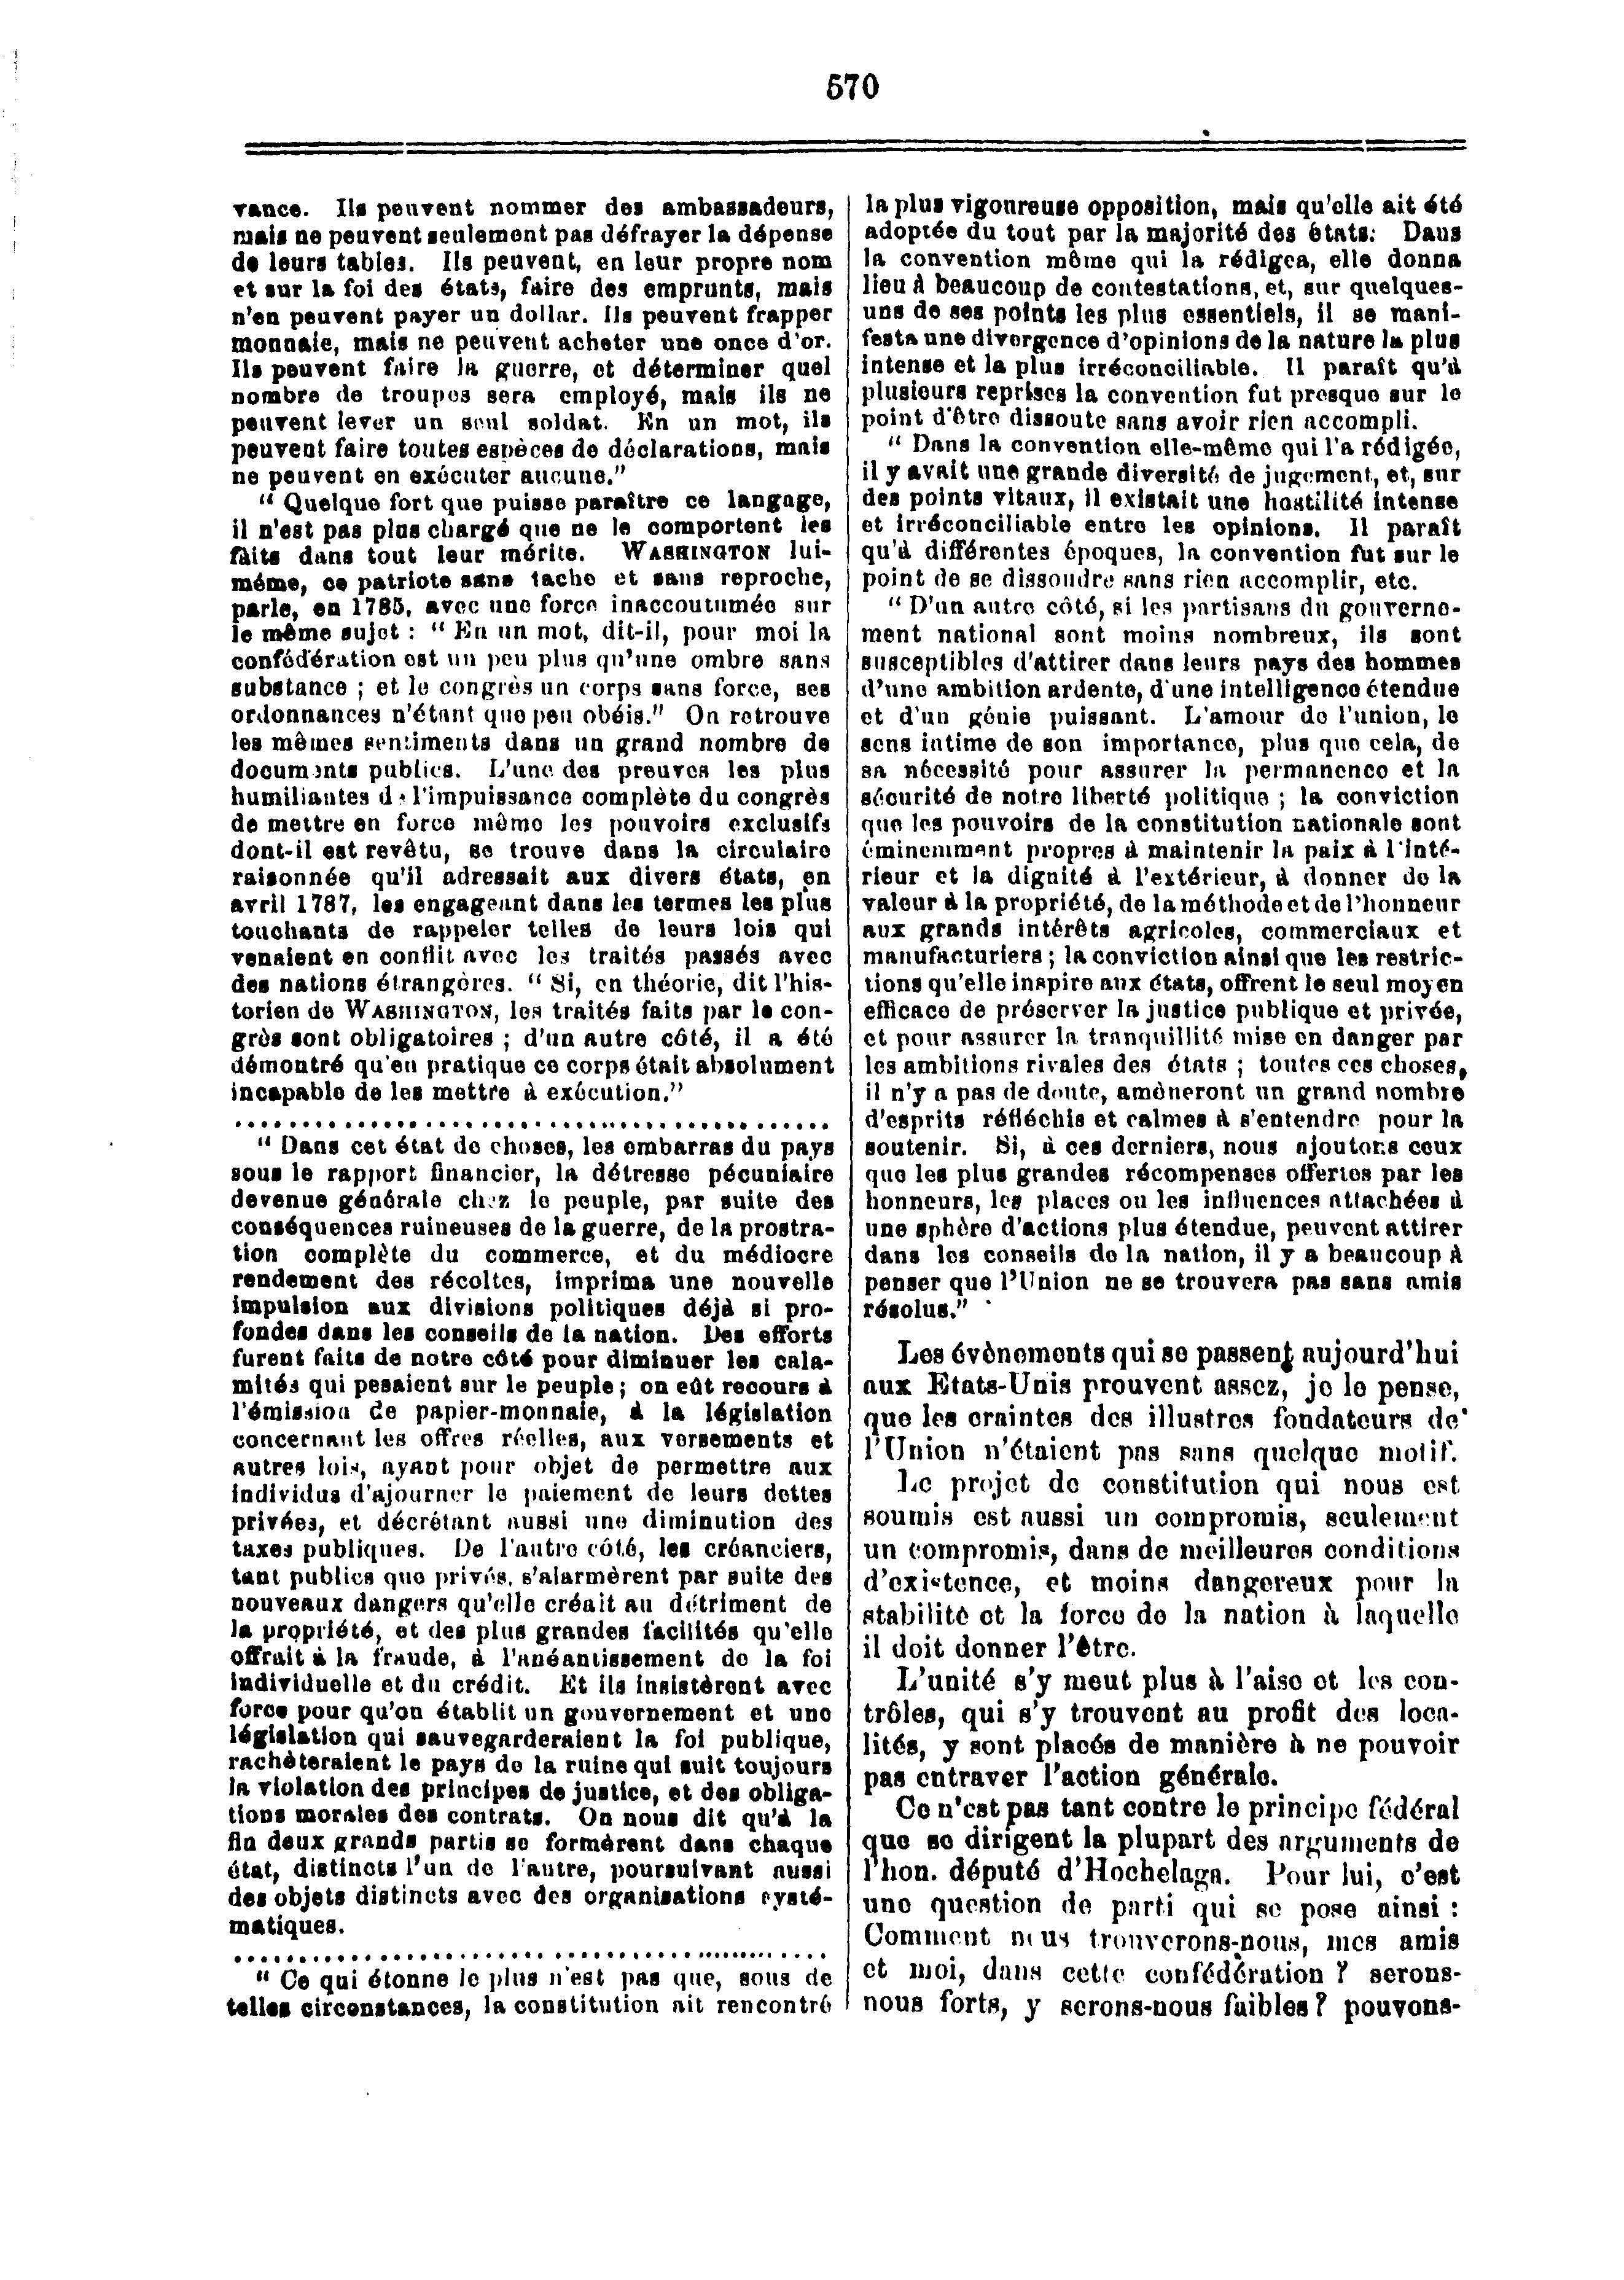 570
vance. Ils peuvent nommer des ambassadeurs,
mais ne peuvent seulement pas défrayer la dépense
de leurs tables. Ils peuvent, en leur propre nom
et sur la foi des états, faire des emprunts, mais
n'en peuvent payer un dollar. Ils peuvent frapper
monnaie, mais ne peuvent acheter une once d'or.
Ils peuvent faire la guerre, et déterminer quel
nombre de troupes sera employé, mais ils ne
peuvent lever un seul soldat. En un mot, ils
peuvent faire toutes espèces de déclarations, mais
ne peuvent en exécuter aucune."
" Quelque fort que puisse paraître ce langage,
il n'est pas plus chargé que ne le comportent les
faits dans tout leur mérite. WASHINGTON lui-
même, ce patriote sans tache et sans reproche,
parle, en 1785, avec une force inaccoutumée sur
le même sujet : " En un mot, dit-il, pour moi la
confédération est un peu plus qu'une ombre sans
substance ; et le congrès un corps sans force, ses
ordonnances n'étant que peu obéis." On retrouve
les mêmes sentiments dans un grand nombre de
documents publics. L'une des preuves les plus
humiliantes de l'impuissance complète du congrès
de mettre en force même les pouvoirs exclusifs
dont-il est revêtu, se trouve dans la circulaire
raisonnée qu'il adressait aux divers états, en
avril 1787, les engageant dans les termes les plus
touchants de rappeler telles de leurs lois qui
venaient en conflit avec les traités passés avec
des nations étrangères. " Si, en théorie, dit l'his-
torien de WASHINGTON, les traités faits par le con-
grès sont obligatoires ; d'un autre côté, il a été
démontré qu'en pratique ce corps était absolument
incapable de les mettre à exécution."
..............................................
" Dans cet état de choses, les embarras du pays
sous le rapport financier, la détresse pécuniaire
devenue générale chez le peuple, par suite des
conséquences ruineuses de la guerre, de la prostra-
tion complète du commerce, et du médiocre
rendement des récoltes, imprima une nouvelle
impulsion aux divisions politiques déjà si pro-
fondes dans les conseils de la nation. Des efforts
furent faits de notre côté pour diminuer les cala-
mités qui pesaient sur le peuple ; on eût recours à
l'émission de papier-monnaie, à la législation
concernant les offres réelles, aux versements et
autres lois, ayant pour objet de permettre aux
individus d'ajourner le paiement de leurs dettes
privées, et décrétant aussi une diminution des
taxes publiques. De l'autre côté, les créanciers,
tant publics que privés, s'alarmèrent par suite des
nouveaux dangers qu'elle créait au détriment de
la propriété, et des plus grandes facilités qu'elle
offrait à la fraude, à l'anéantissement de la foi
individuelle et du crédit. Et ils insistèrent avec
force pour qu'on établit un gouvernement et une
législation qui sauvegarderaient la foi publique,
rachèteraient le pays de la ruine qui suit toujours
la violation des principes de justice, et des obliga-
tions morales des contrats. On nous dit qu'à la
fin deux grands partis se formèrent dans chaque
état, distincts l'un de l'autre, poursuivant aussi
des objets distincts avec des organisations systé-
matiques.
..............................................
" Ce qui étonne le plus n'est pas que, sous de
telles circonstances, la constitution ait rencontré
la plus vigoureuse opposition, mais qu'elle ait été
adoptée du tout par la majorité des états: Dans
la convention même qui la rédigea, elle donna
lieu à beaucoup de contestations, et, sur quelques-
uns de ses points les plus essentiels, il se mani-
festa une divergence d'opinions de la nature la plus
intense et la plus irréconciliable. Il paraît qu'à
plusieurs reprises la convention fut presque sur le
point d'être dissoute sans avoir rien accompli.
" Dans la convention elle-même qui l'a rédigée,
il y avait une grande diversité de jugement, et, sur
des points vitaux, il existait une hostilité intense
et irréconciliable entre les opinions. Il paraît
qu'à différentes époques, la convention fut sur le
point de se dissoudre sans rien accomplir, etc.
" D'un autre côté, si les partisans du gouverne-
ment national sont moins nombreux, ils sont
susceptibles d'attirer dans leurs pays des hommes
d'une ambition ardente, d'une intelligence étendue
et d'un génie puissant. L'amour de l'union, le
sens intime de son importance, plus que cela, de
sa nécessité pour assurer la permanence et la
sécurité de notre liberté politique ; la conviction
que les pouvoirs de la constitution nationale sont
éminemment propres à maintenir la paix à l'inté-
rieur et la dignité à l'extérieur, à donner de la
valeur à la propriété, de la méthode et de l'honneur
aux grands intérêts agricoles, commerciaux et
manufacturiers ; la conviction ainsi que les restric-
tions qu'elle inspire aux états, offrent le seul moyen
efficace de préserver la justice publique et privée,
et pour assurer la tranquillité mise en danger par
les ambitions rivales des états ; toutes ces choses,
il n'y a pas de doute, amèneront un grand nombre
d'esprits réfléchis et calmes à s'entendre pour la
soutenir. Si, à ces derniers, nous ajoutons ceux
que les plus grandes récompenses offertes par les
honneurs, les places ou les influences attachées à
une sphère d'actions plus étendue, peuvent attirer
dans les conseils de la nation, il y a beaucoup à
penser que l'Union ne se trouvera pas sans amis
résolus."
Les évènements qui se passent aujourd'hui
aux Etats-Unis prouvent assez, je le pense,
que les craintes des illustres fondateurs de
l'Union n'étaient pas sans quelque motif.
Le projet de constitution qui nous est
soumis est aussi un compromis, seulement
un compromis, dans de meilleures conditions
d'existence, et moins dangereux pour la
stabilité et la force de la nation à laquelle
il doit donner l'être.
L'unité s'y meut plus à l'aise et les con-
trôles, qui s'y trouvent au profit des loca-
lités, y sont placés de manière à ne pouvoir
pas entraver l'action générale.
Ce n'est pas tant contre le principe fédéral
que se dirigent la plupart des arguments de
l'hon. député d'Hochelaga. Pour lui, c'est
une question de parti qui se pose ainsi :
Comment nous trouverons-nous, mes amis
et moi, dans cette confédération ? serons-
nous forts, y serons-nous faibles ? pouvons-